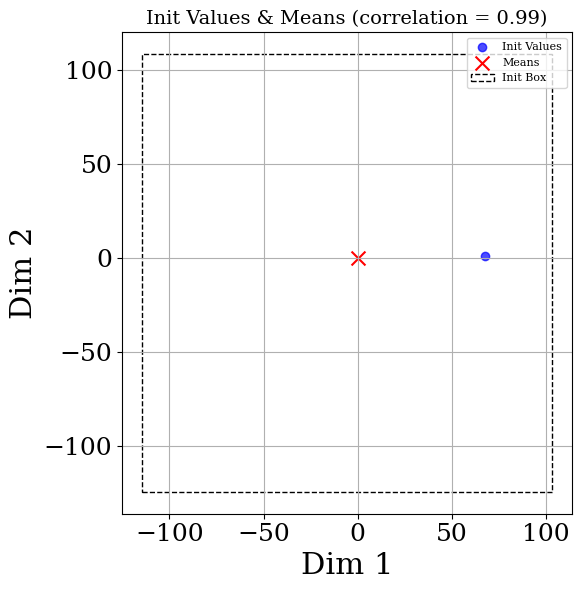 Init Values & Means (correlation = 0.99)
Init Values
Means
Init Box
100
50
0
−50
−100
Dim 2
−100
−50
0
50
100
Dim 1